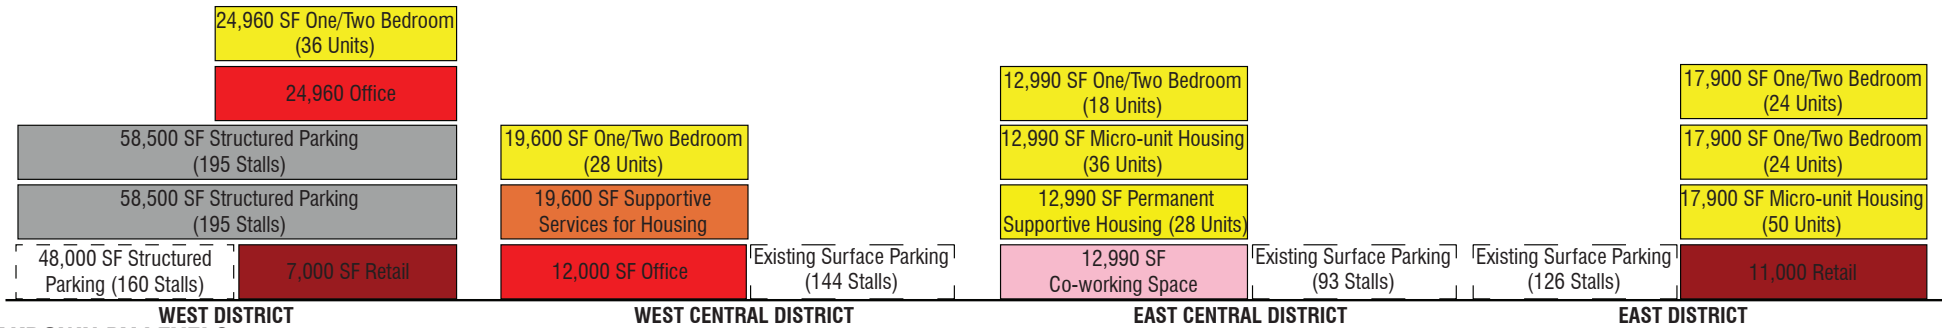 24,960 SF One/Two Bedroom
(36 Units)
24,960 Office
58,500 SF Structured Parking
(195 Stalls)
58,500 SF Structured Parking
(195 Stalls)
48,000 SF Structured
Parking (160 Stalls)
7,000 SF Retail
WEST DISTRICT
19,600 SF One/Two Bedroom
(28 Units)
19,600 SF Supportive
Services for Housing
12,000 SF Office
Existing Surface Parking
(144 Stalls)
WEST CENTRAL DISTRICT
12,990 SF One/Two Bedroom
(18 Units)
12,990 SF Micro-unit Housing
(36 Units)
12,990 SF Permanent
Supportive Housing (28 Units)
12,990 SF
Co-working Space
Existing Surface Parking
(93 Stalls)
EAST CENTRAL DISTRICT
17,900 SF One/Two Bedroom
(24 Units)
17,900 SF One/Two Bedroom
(24 Units)
17,900 SF Micro-unit Housing
(50 Units)
Existing Surface Parking
(126 Stalls)
11,000 Retail
EAST DISTRICT